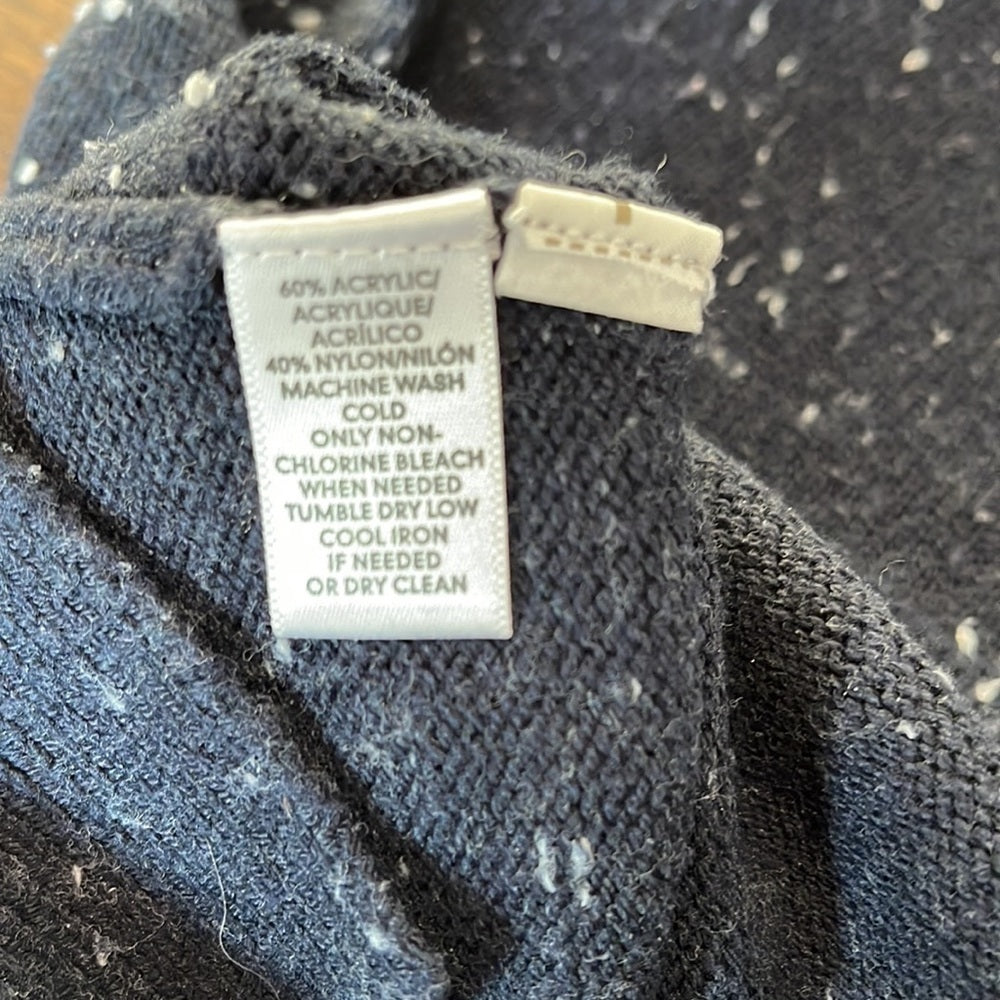 60% ACRYLIC/
ACRYLIQUE/
ACRÍLICO
40% NYLON/NILÓN
MACHINE WASH
COLD
ONLY NON-
CHLORINE BLEACH
WHEN NEEDED
TUMBLE DRY LOW
COOL IRON
IF NEEDED
OR DRY CLEAN